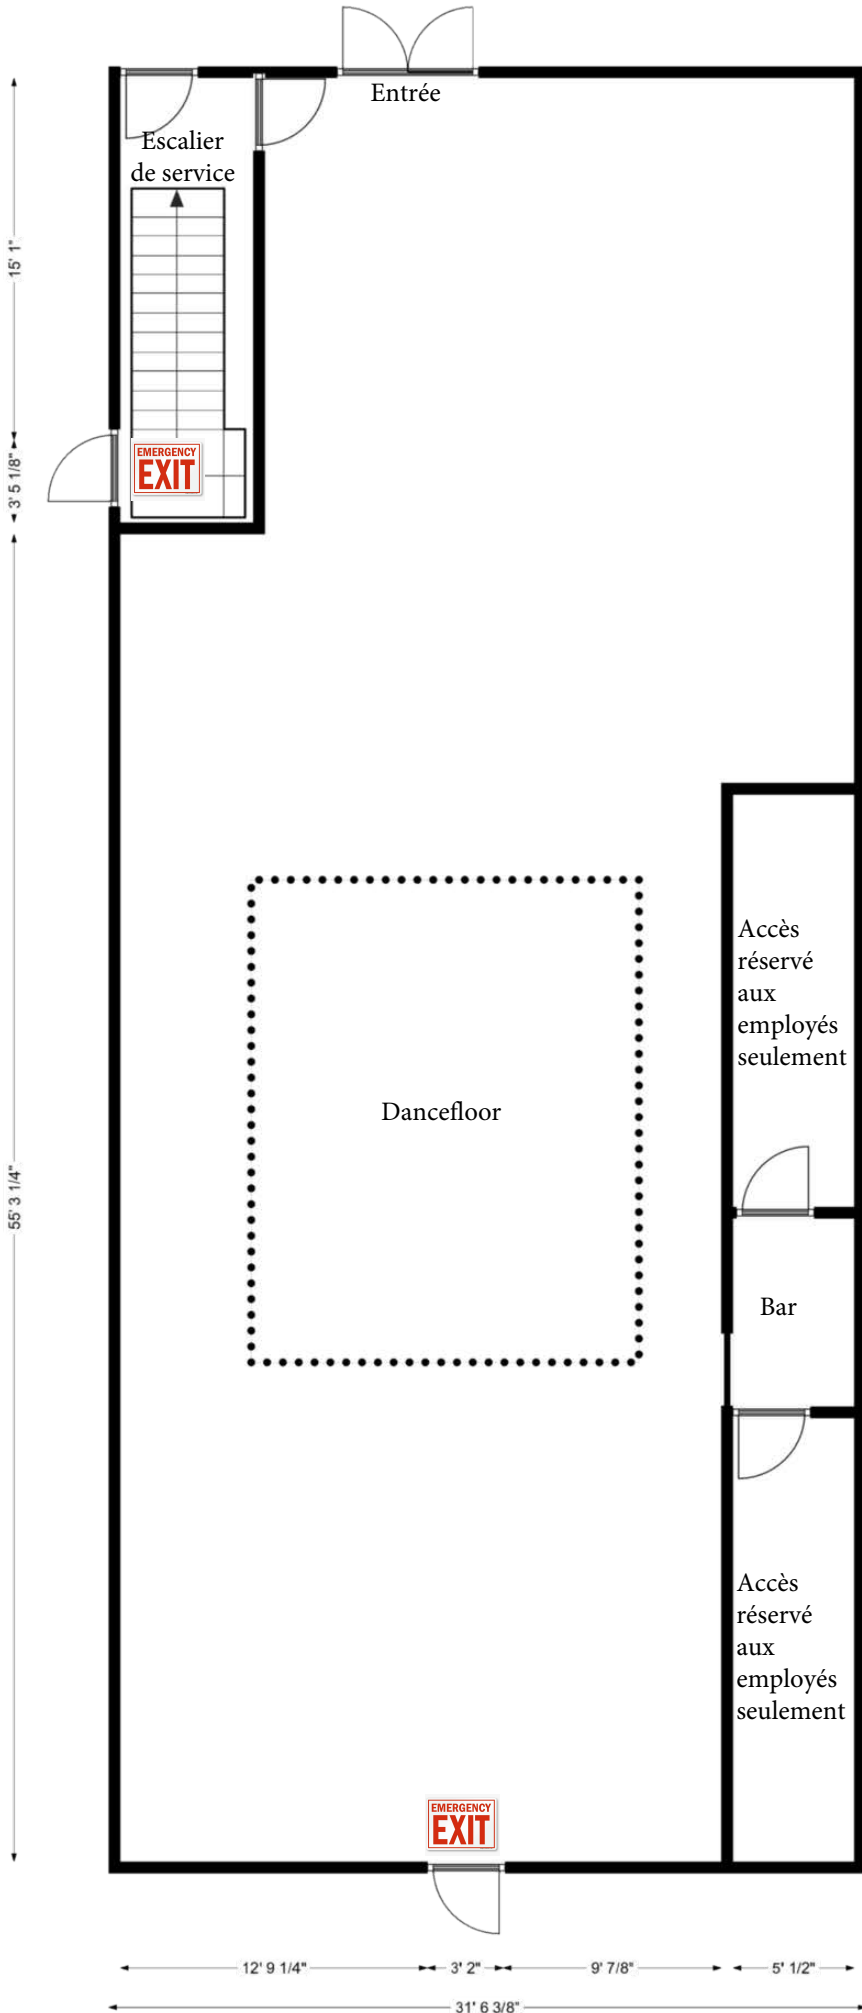 Entrée
Escalier
de service
15' 1"
EMERGENCY
EXIT
3' 5 1/8"
Accès
réservé
aux
employés
seulement
Dancefloor
55' 3 1/4"
Bar
Accès
réservé
aux
employés
seulement
EMERGENCY
EXIT
12' 9 1/4"
3' 2"
9' 7/8"
5' 1/2"
31' 6 3/8"